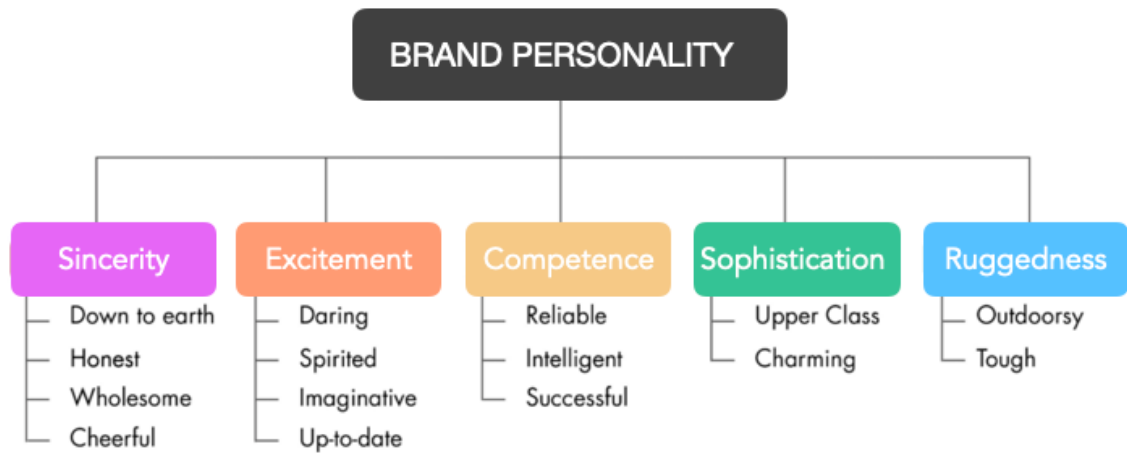 BRAND PERSONALITY
Sincerity
Down to earth
Honest
Wholesome
Cheerful
Excitement
Daring
Spirited
Imaginative
Up-to-date
Competence
Reliable
Intelligent
Successful
Sophistication
Upper Class
Charming
Ruggedness
Outdoorsy
Tough